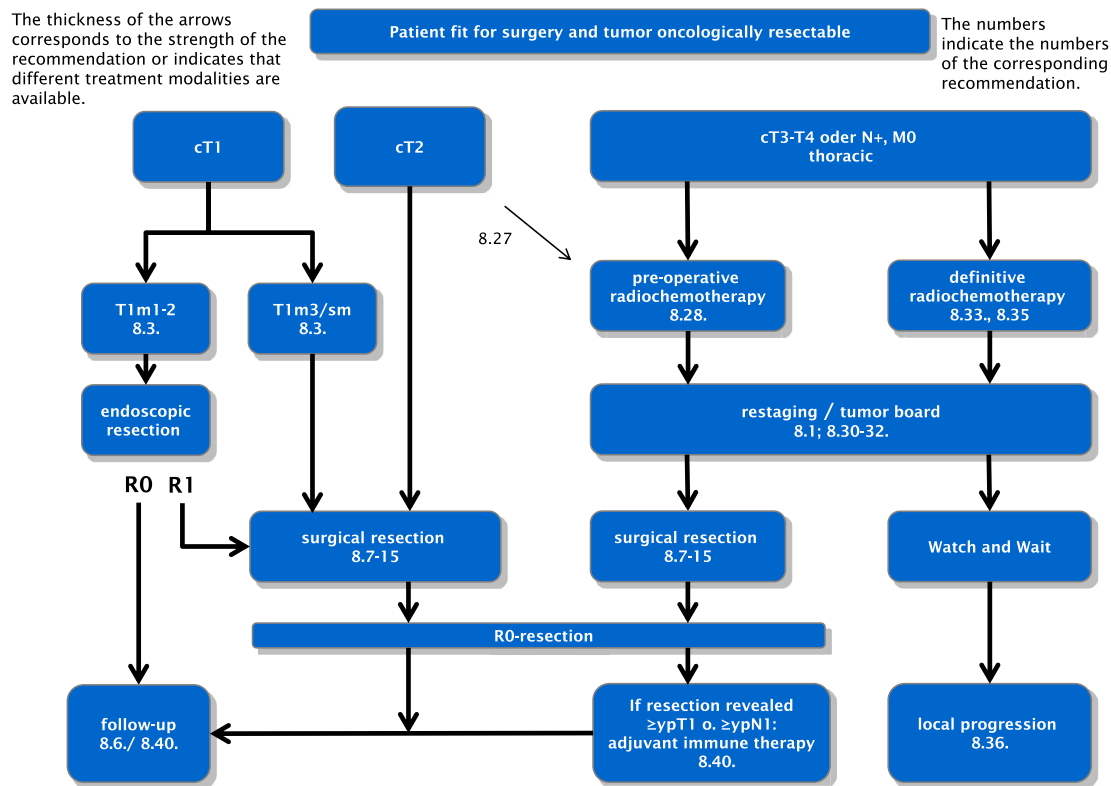 The thickness of the arrows
corresponds to the strength of the
recommendation or indicates that
different treatment modalities are
available.
Patient fit for surgery and tumor oncologically resectable
The numbers
indicate the numbers
of the corresponding
recommendation.
cT1
cT2
cT3-T4 oder N+, M0
thoracic
8.27
T1m1-2
8.3.
T1m3/sm
8.3.
pre-operative
radiochemotherapy
8.28.
definitive
radiochemotherapy
8.33., 8.35
endoscopic
resection
restaging / tumor board
8.1; 8.30-32.
R0 R1
surgical resection
8.7-15
surgical resection
8.7-15
Watch and Wait
R0-resection
follow-up
8.6./ 8.40.
If resection revealed
≥ypT1 o. ≥ypN1:
adjuvant immune therapy
8.40.
local progression
8.36.